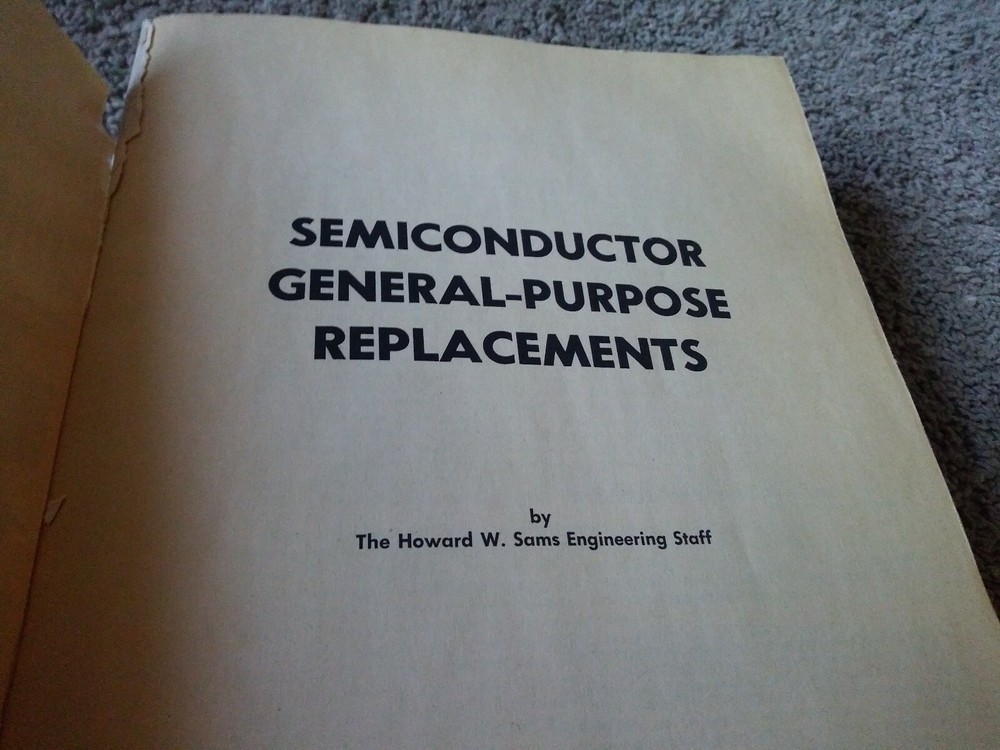 SEMICONDUCTOR
GENERAL-PURPOSE
REPLACEMENTS
by
The Howard W. Sams Engineering Staff